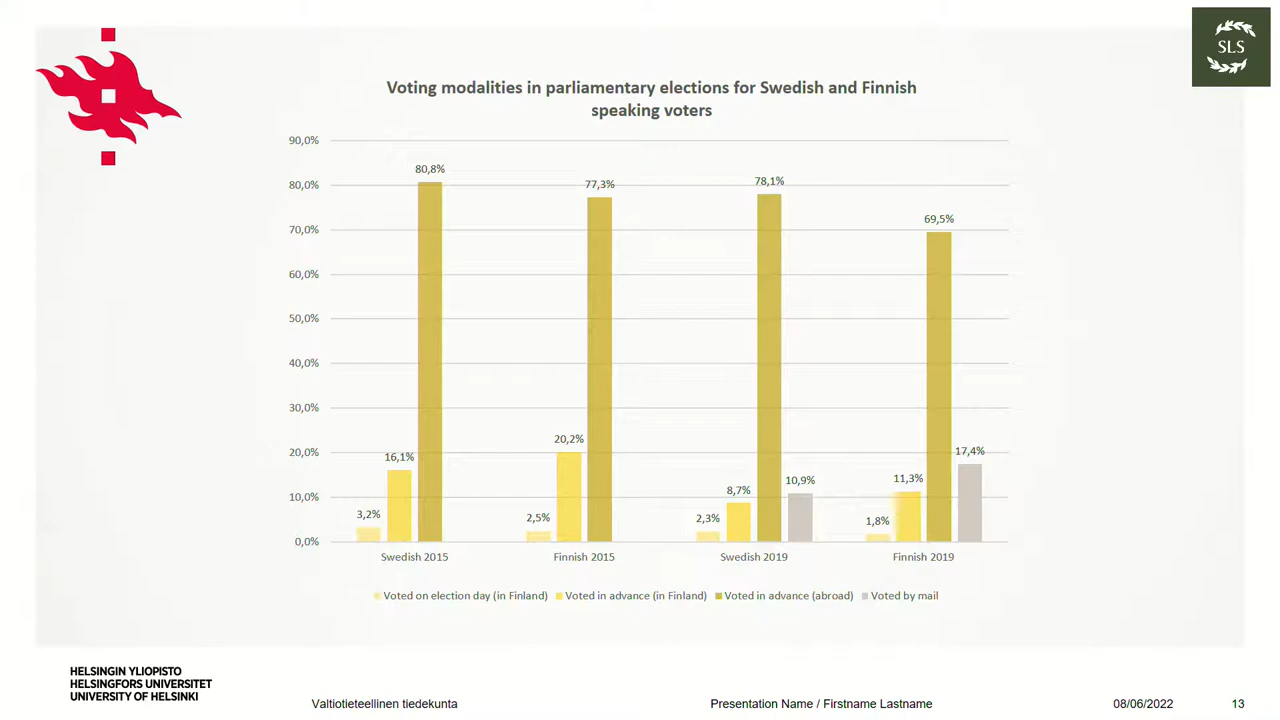 SLS
Voting modalities in parliamentary elections for Swedish and Finnish
speaking voters
90,0%
80,0%
70,0%
60,0%
50,0%
40,0%
30,0%
20,0%
10,0%
0,0%
3,2%
16,1%
80,8%
2,5%
20,2%
77,3%
2,3%
8,7%
78,1%
10,9%
1,8%
11,3%
69,5%
17,4%
Swedish 2015
Finnish 2015
Swedish 2019
Finnish 2019
Voted on election day (in Finland)
Voted in advance (in Finland)
Voted in advance (abroad)
Voted by mail
HELSINGIN YLIOPISTO
HELSINGFORS UNIVERSITET
UNIVERSITY OF HELSINKI
Valtiotieteellinen tiedekunta
Presentation Name / Firstname Lastname
08/06/2022
13